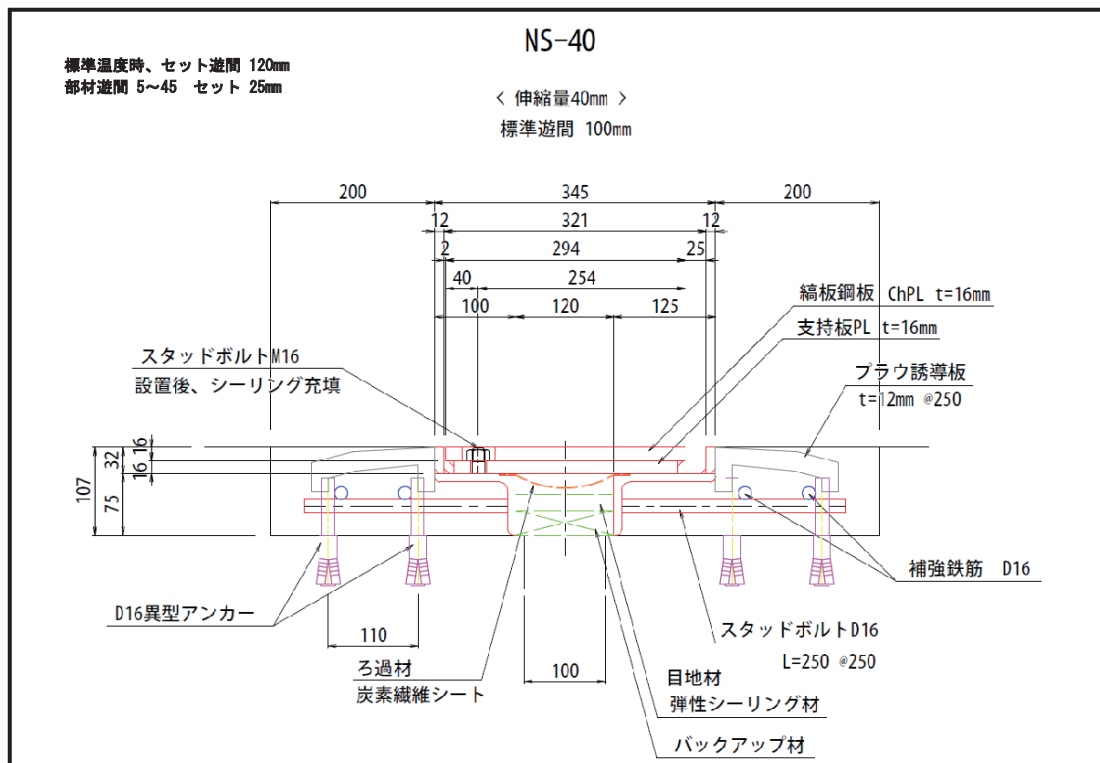 NS-40
標準温度時、セット遊間 120mm
部材遊間 5~45 セット 25mm
< 伸縮量40mm >
標準遊間 100mm
200
345
200
12
321
12
2
294
25
40
254
100
120
125
縞板鋼板 ChPL t=16mm
支持板PL t=16mm
スタッドボルトM16
設置後、シーリング充填
プラウ誘導板
t=12mm @250
16
32
16
107
75
補強鉄筋 D16
D16異型アンカー
スタッドボルトD16
L=250 @250
110
100
ろ過材
炭素繊維シート
目地材
弾性シーリング材
バックアップ材